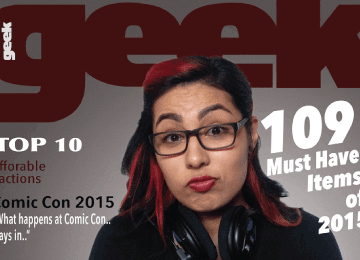 geek
geek
TOP 10
fforable
actions
109
Must Have
Items
of
2015
Comic Con 2015
What happens at Comic Con..
ays in.."